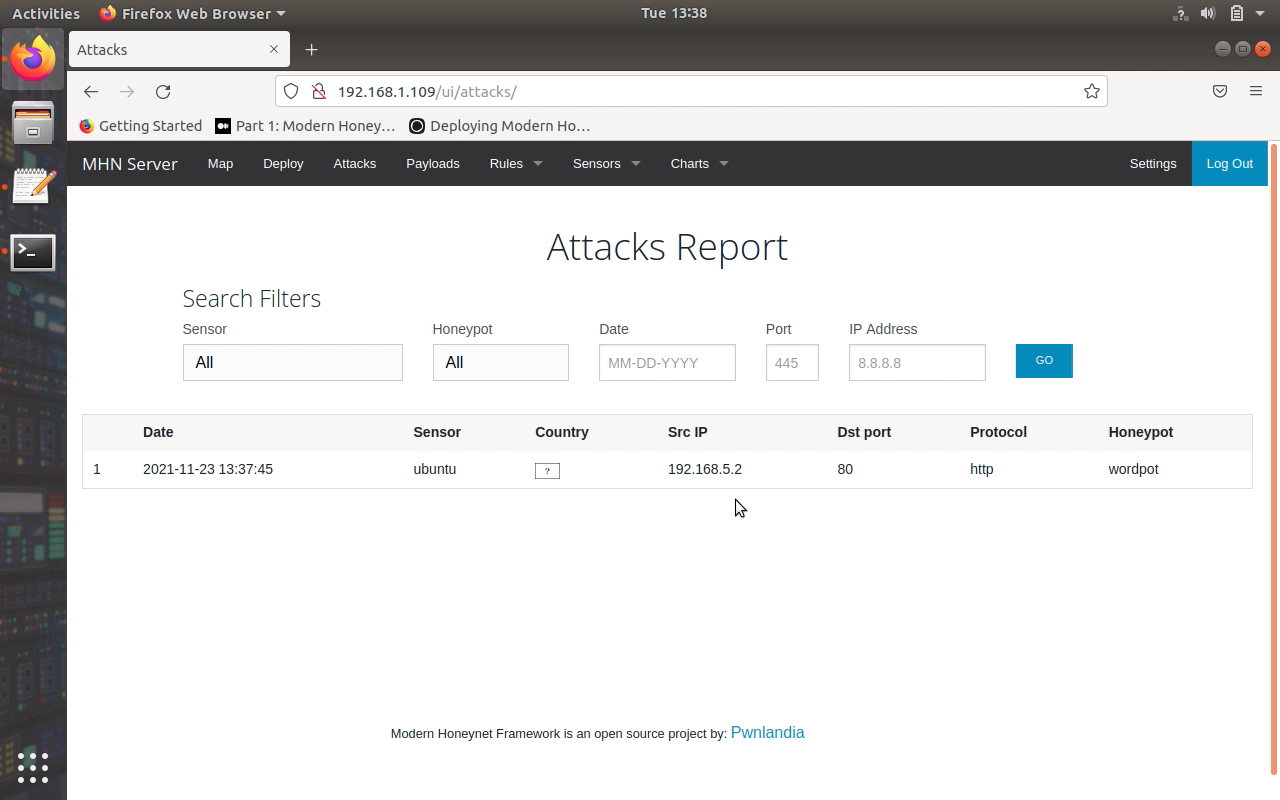 Activities Firefox Web Browser Tue 13:38
Attacks
192.168.1.109/ui/attacks/
Getting Started Part 1: Modern Honey… Deploying Modern Ho…
MHN Server Map Deploy Attacks Payloads Rules Sensors Charts Settings Log Out
Attacks Report
Search Filters
Sensor Honeypot Date Port IP Address
All All MM-DD-YYYY 445 8.8.8.8 GO
Date Sensor Country Src IP Dst port Protocol Honeypot
1 2021-11-23 13:37:45 ubuntu ? 192.168.5.2 80 http wordpot
Modern Honeynet Framework is an open source project by: Pwnlandia